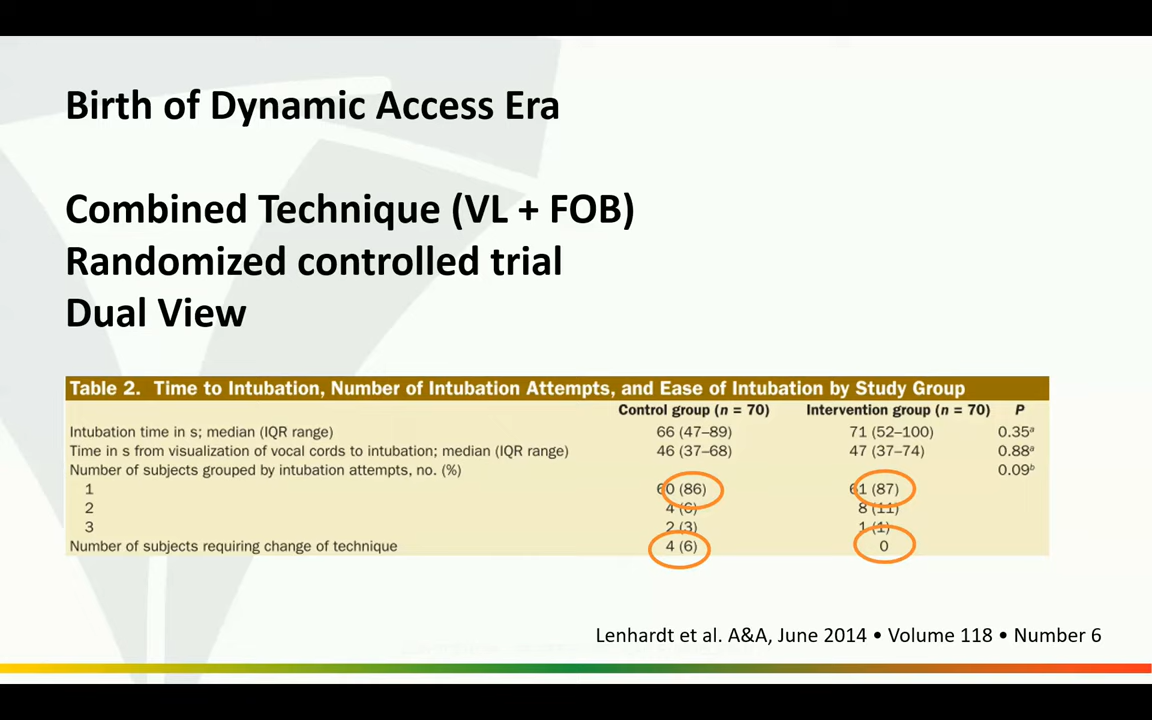 Birth of Dynamic Access Era
Combined Technique (VL + FOB)
Randomized controlled trial
Dual View
Table 2. Time to Intubation, Number of Intubation Attempts, and Ease of Intubation by Study Group
Control group (n = 70) Intervention group (n = 70) P
Intubation time in s; median (IQR range) 66 (47–89) 71 (52–100) 0.35ᵃ
Time in s from visualization of vocal cords to intubation; median (IQR range) 46 (37–68) 47 (37–74) 0.88ᵃ
Number of subjects grouped by intubation attempts, no. (%) 0.09ᵇ
1 60 (86) 61 (87)
2 4 (6) 8 (11)
3 2 (3) 1 (1)
Number of subjects requiring change of technique 4 (6) 0
Lenhardt et al. A&A, June 2014 • Volume 118 • Number 6